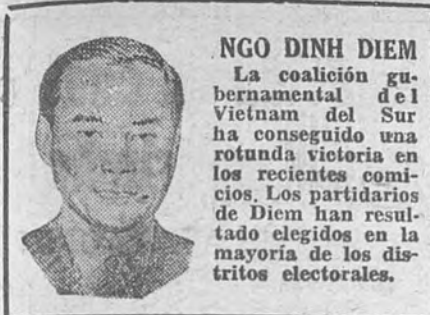 NGO DINH DIEM
La coalición gu-
bernamental del
Vietnam del Sur
ha conseguido una
rotunda victoria en
los recientes comi-
cios. Los partidarios
de Diem han resul-
tado elegidos en la
mayoría de los dis-
tritos electorales.